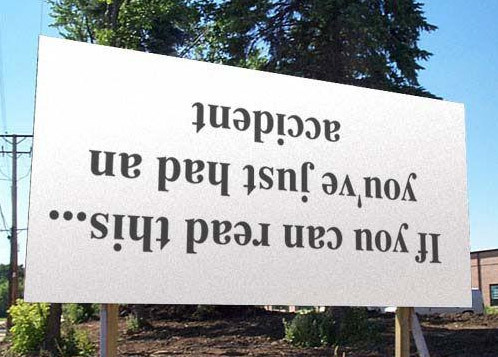 If you can read this...
you've just had an
accident